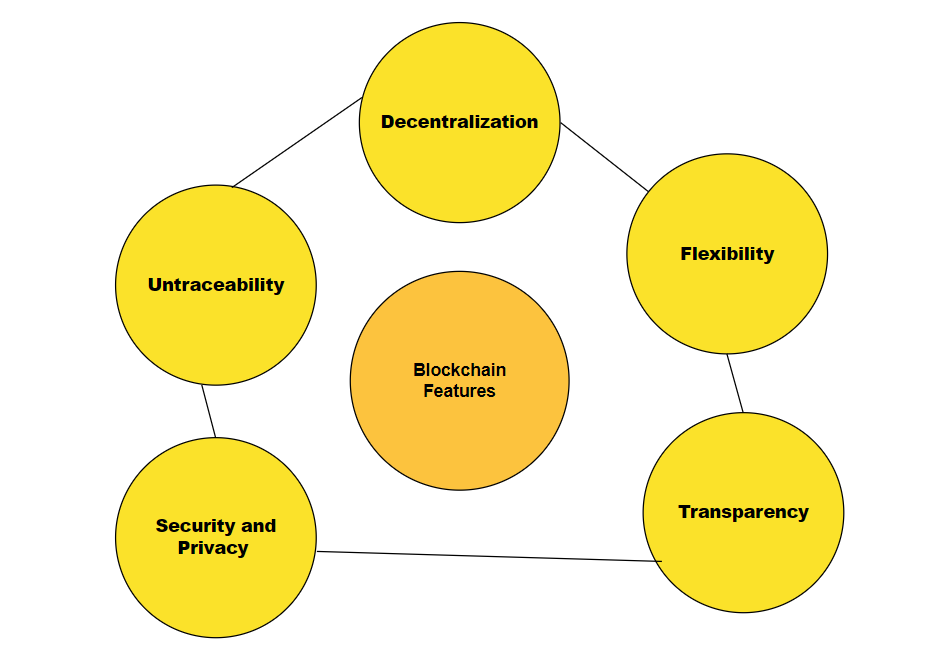 Decentralization
Flexibility
Untraceability
Blockchain
Features
Transparency
Security and
Privacy